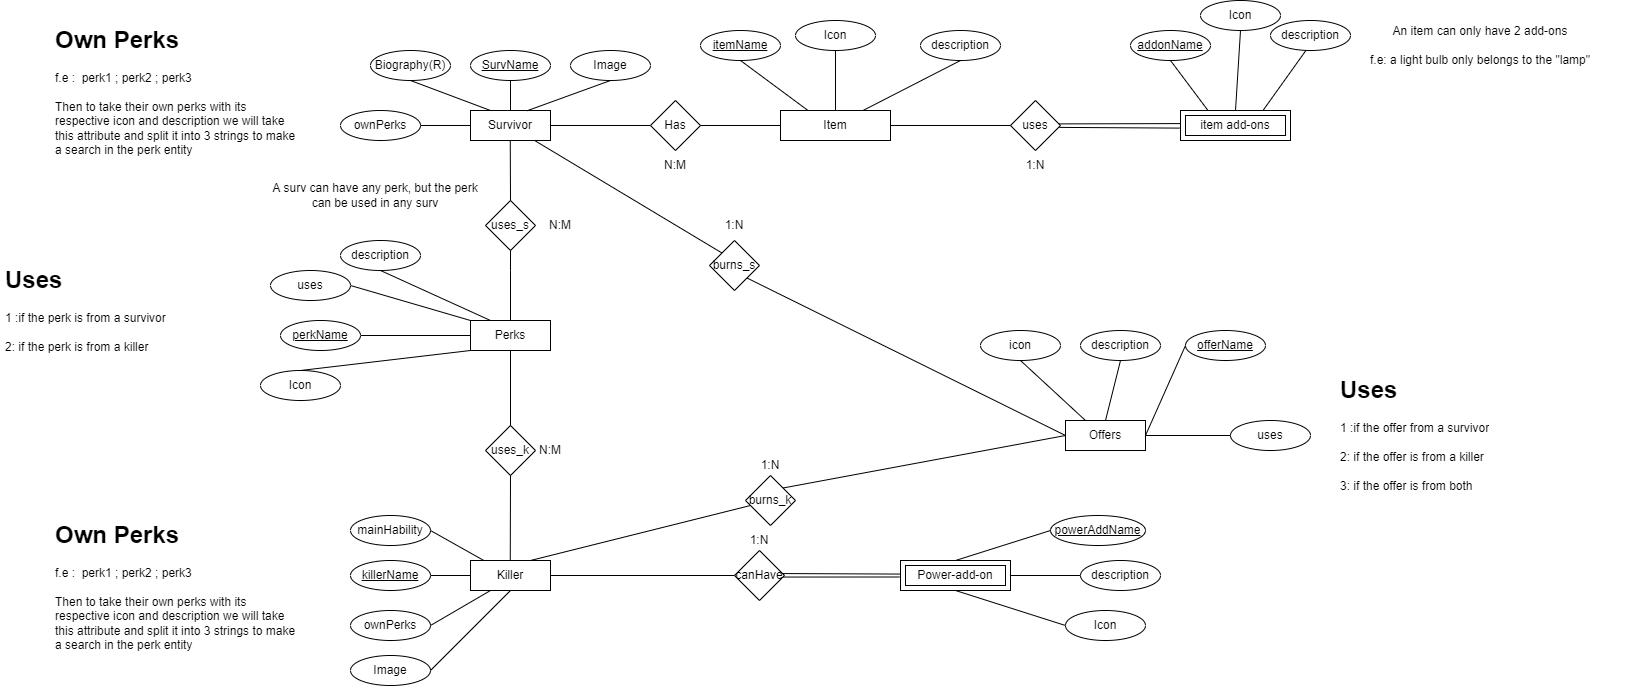 Own Perks
f.e :  perk1 ; perk2 ; perk3
Then to take their own perks with its
respective icon and description we will take
this attribute and split it into 3 strings to make
a search in the perk entity
Biography(R)
SurvName
Image
ownPerks
Survivor
Has
N:M
itemName
Icon
description
Item
uses
1:N
addonName
Icon
description
item add-ons
An item can only have 2 add-ons
f.e: a light bulb only belongs to the "lamp"
A surv can have any perk, but the perk
can be used in any surv
uses_s
N:M
1:N
burns_s
Uses
1 :if the perk is from a survivor
2: if the perk is from a killer
description
uses
perkName
Icon
Perks
uses_k
N:M
icon
description
offerName
Offers
uses
Uses
1 :if the offer from a survivor
2: if the offer is from a killer
3: if the offer is from both
1:N
burns_k
Own Perks
f.e :  perk1 ; perk2 ; perk3
Then to take their own perks with its
respective icon and description we will take
this attribute and split it into 3 strings to make
a search in the perk entity
mainHability
killerName
ownPerks
Image
Killer
1:N
canHave
Power-add-on
powerAddName
description
Icon